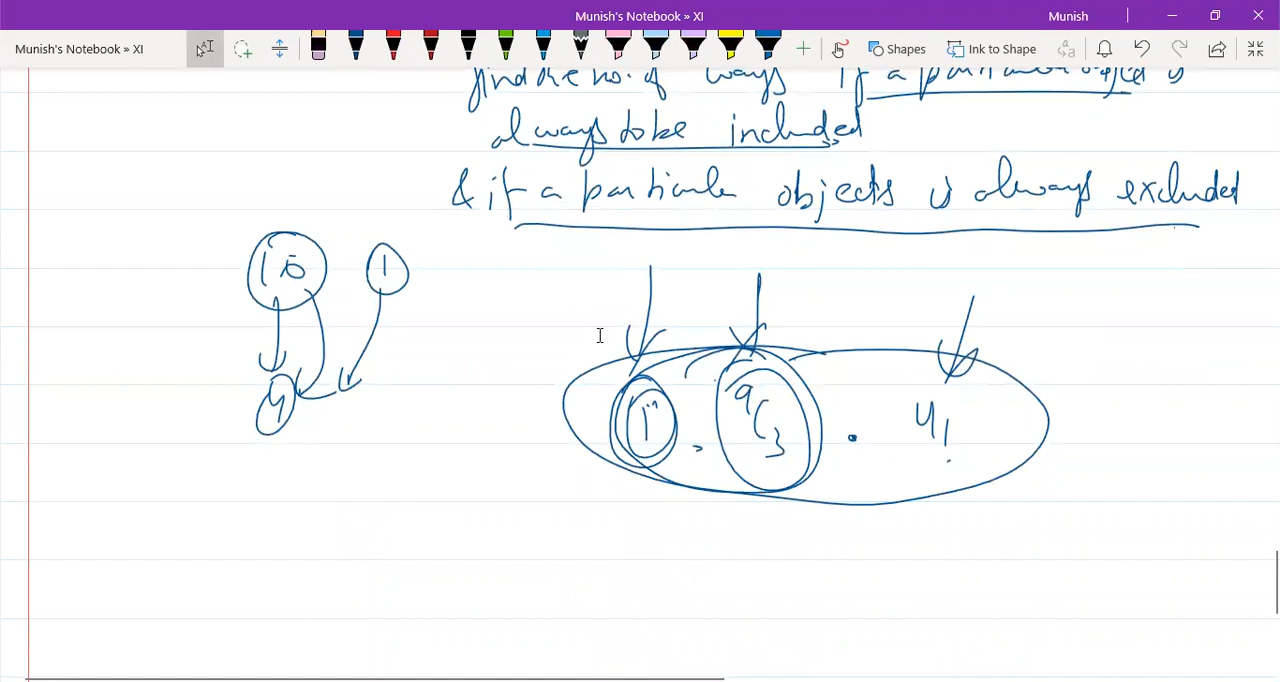 Munish's Notebook » XI
Munish
Munish's Notebook » XI
Shapes
Ink to Shape
find the no. of ways if a particular object is
always to be included
& if a particular objects is always excluded
10 1
4
1 . 9C3 . 4!